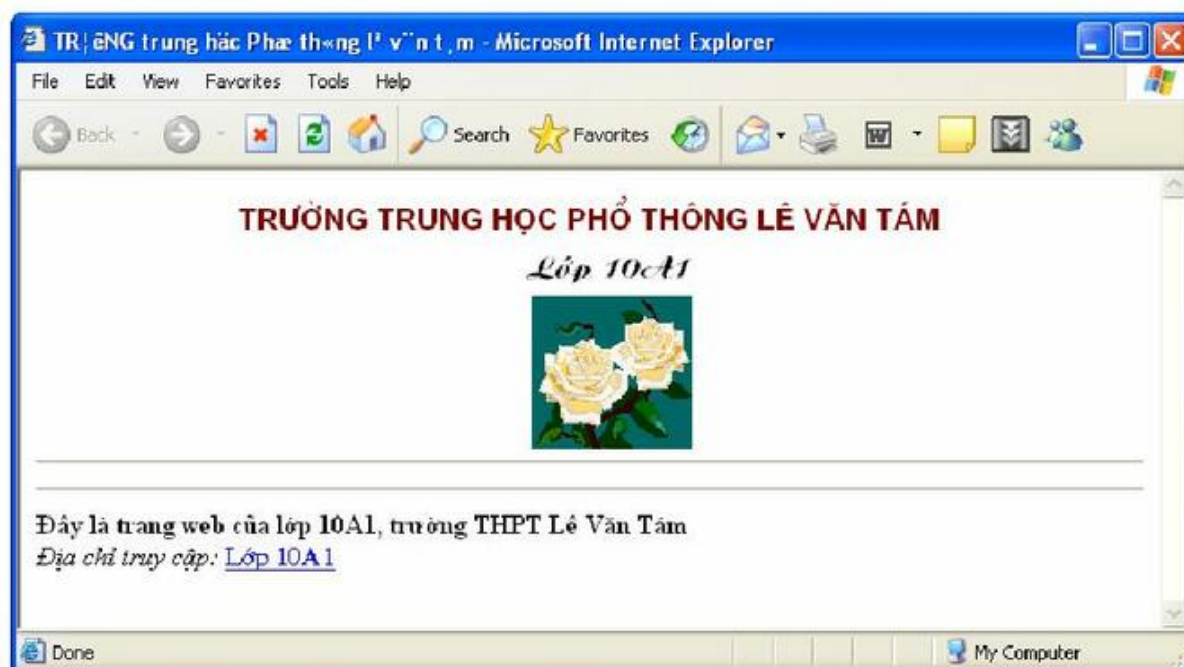 TR¦êNG trung häc Phæ th«ng lª v¨n t¸m - Microsoft Internet Explorer
File Edit View Favorites Tools Help
Back Search Favorites
TRƯỜNG TRUNG HỌC PHỔ THÔNG LÊ VĂN TÁM
Lớp 10A1
Đây là trang web của lớp 10A1, trường THPT Lê Văn Tám
Địa chỉ truy cập: Lớp 10A1
Done My Computer